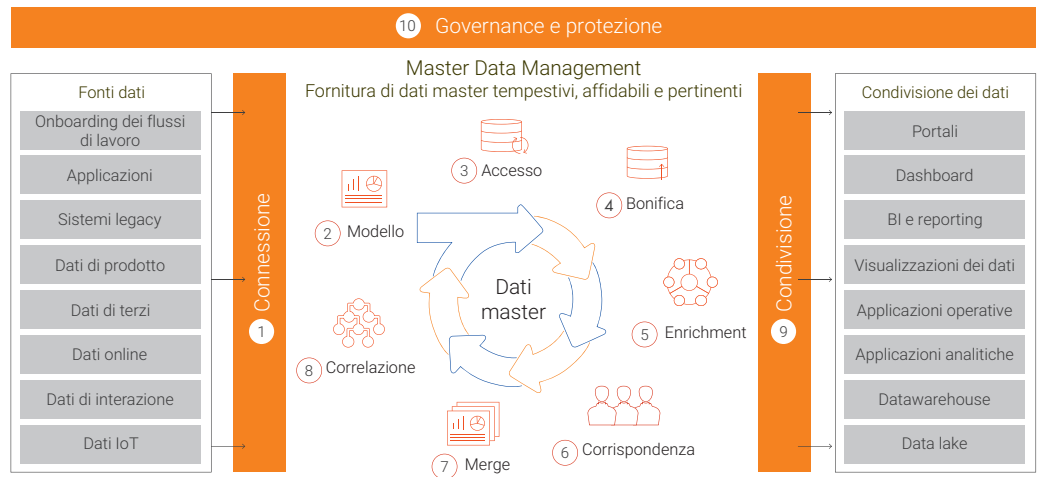 10 Governance e protezione
Master Data Management
Fornitura di dati master tempestivi, affidabili e pertinenti
Fonti dati
Onboarding dei flussi
di lavoro
Applicazioni
Sistemi legacy
Dati di prodotto
Dati di terzi
Dati online
Dati di interazione
Dati IoT
1 Connessione
2 Modello
3 Accesso
4 Bonifica
5 Enrichment
6 Corrispondenza
7 Merge
8 Correlazione
Dati
master
9 Condivisione
Condivisione dei dati
Portali
Dashboard
BI e reporting
Visualizzazioni dei dati
Applicazioni operative
Applicazioni analitiche
Datawarehouse
Data lake